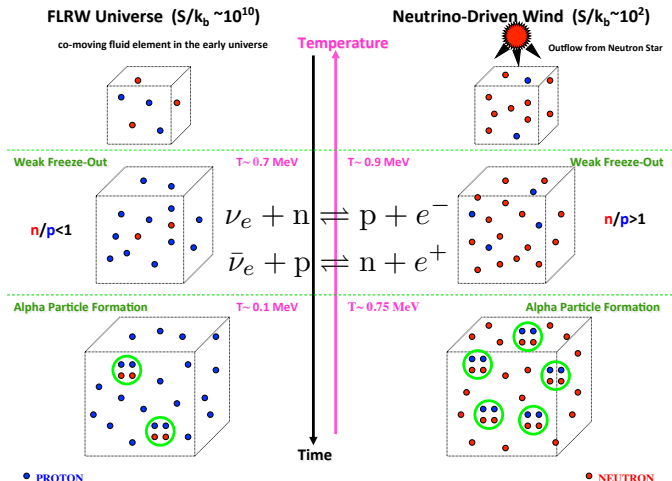 FLRW Universe (S/k_b ~10^10)
Neutrino-Driven Wind (S/k_b ~10^2)
co-moving fluid element in the early universe
Temperature
Outflow from Neutron Star
Weak Freeze-Out
T~ 0.7 MeV
T~ 0.9 MeV
Weak Freeze-Out
n/p<1
ν_e + n ⇌ p + e^−
n/p>1
ν̄_e + p ⇌ n + e^+
Alpha Particle Formation
T~ 0.1 MeV
T~ 0.75 MeV
Alpha Particle Formation
Time
PROTON
NEUTRON